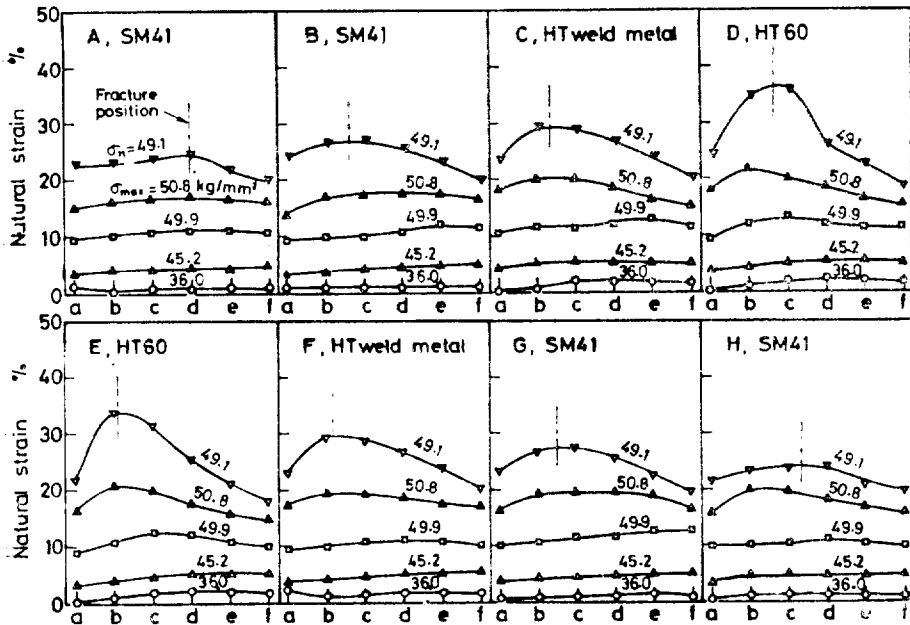 50
A, SM41
B, SM41
C, HT weld metal
D, HT60
Natural strain %
40
30
20
10
0
Fracture position
σn=49.1
σmax=50.8 kg/mm²
49.9
45.2
36.0
49.1
50.8
49.9
45.2
36.0
49.1
50.8
49.9
45.2
36.0
49.1
50.8
49.9
45.2
36.0
a b c d e f
a b c d e f
a b c d e f
a b c d e f
50
E, HT60
F, HT weld metal
G, SM41
H, SM41
Natural strain %
40
30
20
10
0
49.1
50.8
49.9
45.2
36.0
49.1
50.8
49.9
45.2
36.0
49.1
50.8
49.9
45.2
36.0
49.1
50.8
49.9
45.2
36.0
a b c d e f
a b c d e f
a b c d e f
a b c d e f